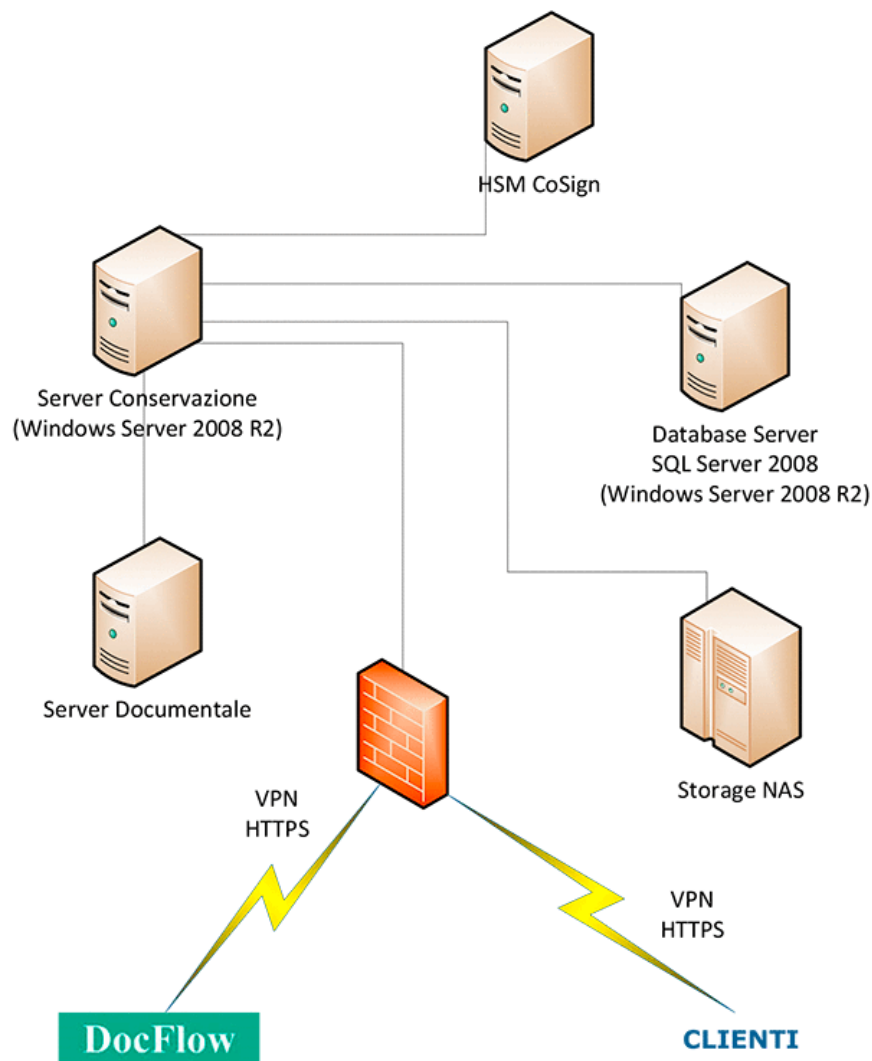 HSM CoSign
Server Conservazione
(Windows Server 2008 R2)
Database Server
SQL Server 2008
(Windows Server 2008 R2)
Server Documentale
Storage NAS
VPN
HTTPS
VPN
HTTPS
DocFlow
CLIENTI